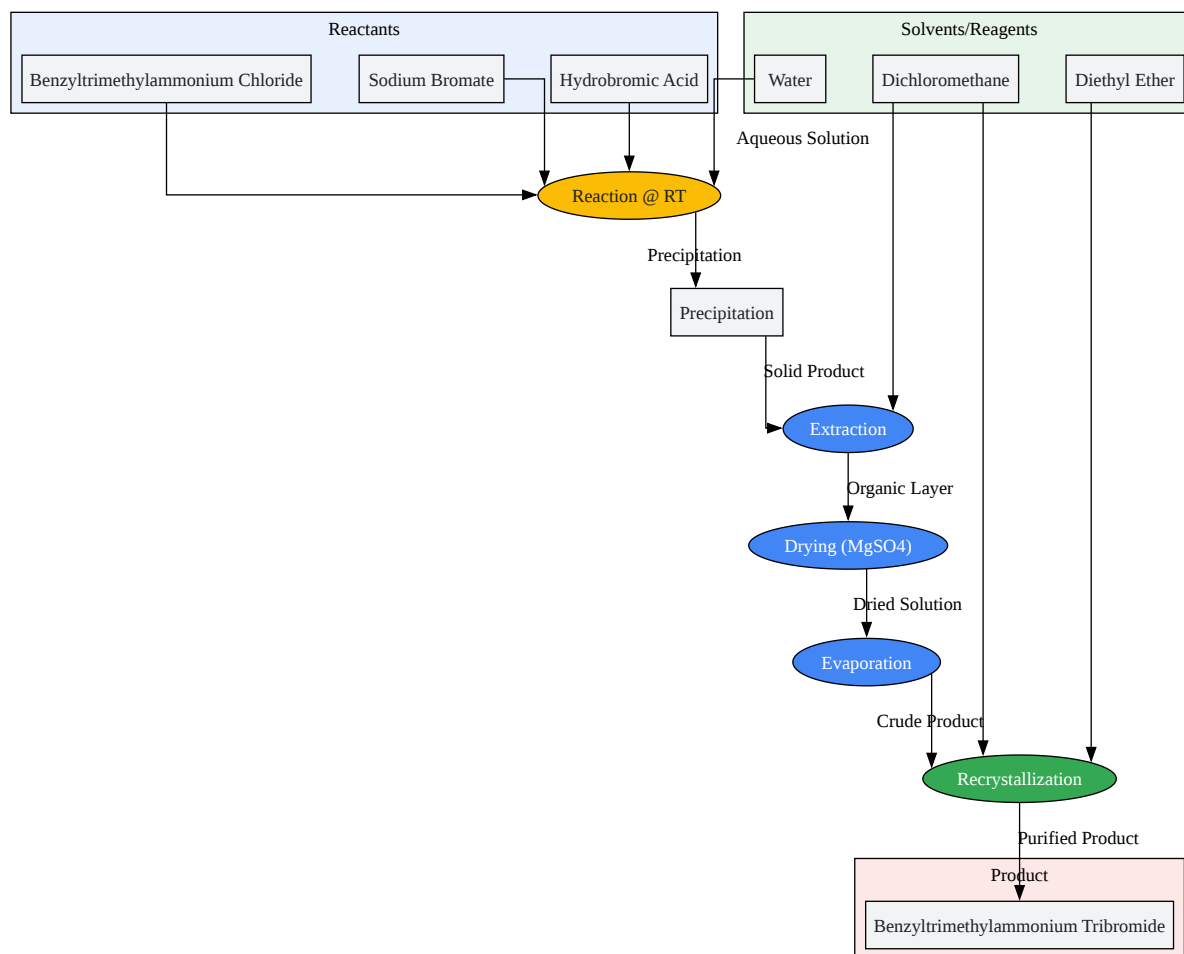 Reactants
Solvents/Reagents
Benzyltrimethylammonium Chloride
Sodium Bromate
Hydrobromic Acid
Water
Dichloromethane
Diethyl Ether
Aqueous Solution
Reaction @ RT
Precipitation
Precipitation
Solid Product
Extraction
Organic Layer
Drying (MgSO4)
Dried Solution
Evaporation
Crude Product
Recrystallization
Purified Product
Product
Benzyltrimethylammonium Tribromide